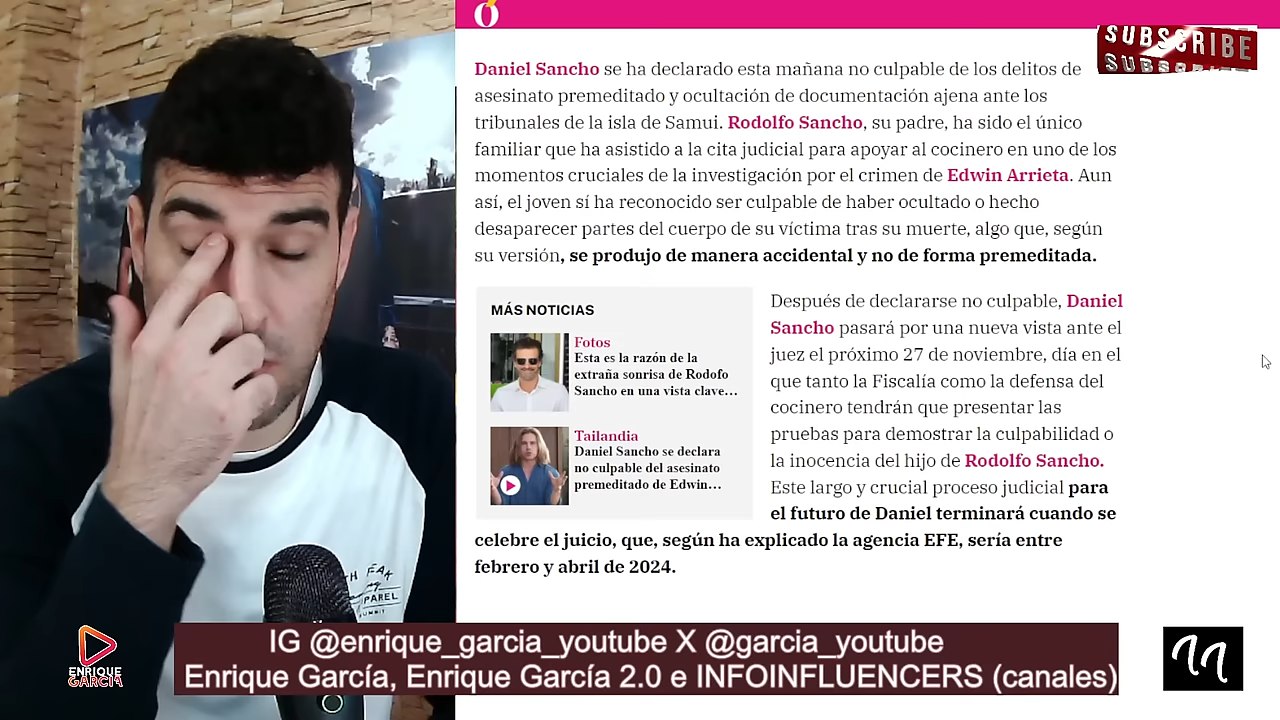 SUBSCRIBE
SUBSCRIBE
Daniel Sancho se ha declarado esta mañana no culpable de los delitos de
asesinato premeditado y ocultación de documentación ajena ante los
tribunales de la isla de Samui. Rodolfo Sancho, su padre, ha sido el único
familiar que ha asistido a la cita judicial para apoyar al cocinero en uno de los
momentos cruciales de la investigación por el crimen de Edwin Arrieta. Aun
así, el joven sí ha reconocido ser culpable de haber ocultado o hecho
desaparecer partes del cuerpo de su víctima tras su muerte, algo que, según
su versión, se produjo de manera accidental y no de forma premeditada.
MÁS NOTICIAS
Fotos
Esta es la razón de la
extraña sonrisa de Rodofo
Sancho en una vista clave...
Tailandia
Daniel Sancho se declara
no culpable del asesinato
premeditado de Edwin...
Después de declararse no culpable, Daniel
Sancho pasará por una nueva vista ante el
juez el próximo 27 de noviembre, día en el
que tanto la Fiscalía como la defensa del
cocinero tendrán que presentar las
pruebas para demostrar la culpabilidad o
la inocencia del hijo de Rodolfo Sancho.
Este largo y crucial proceso judicial para
el futuro de Daniel terminará cuando se
celebre el juicio, que, según ha explicado la agencia EFE, sería entre
febrero y abril de 2024.
IG @enrique_garcia_youtube X @garcia_youtube
Enrique García, Enrique García 2.0 e INFOINFLUENCERS (canales)
ENRIQUE
GARCÍA